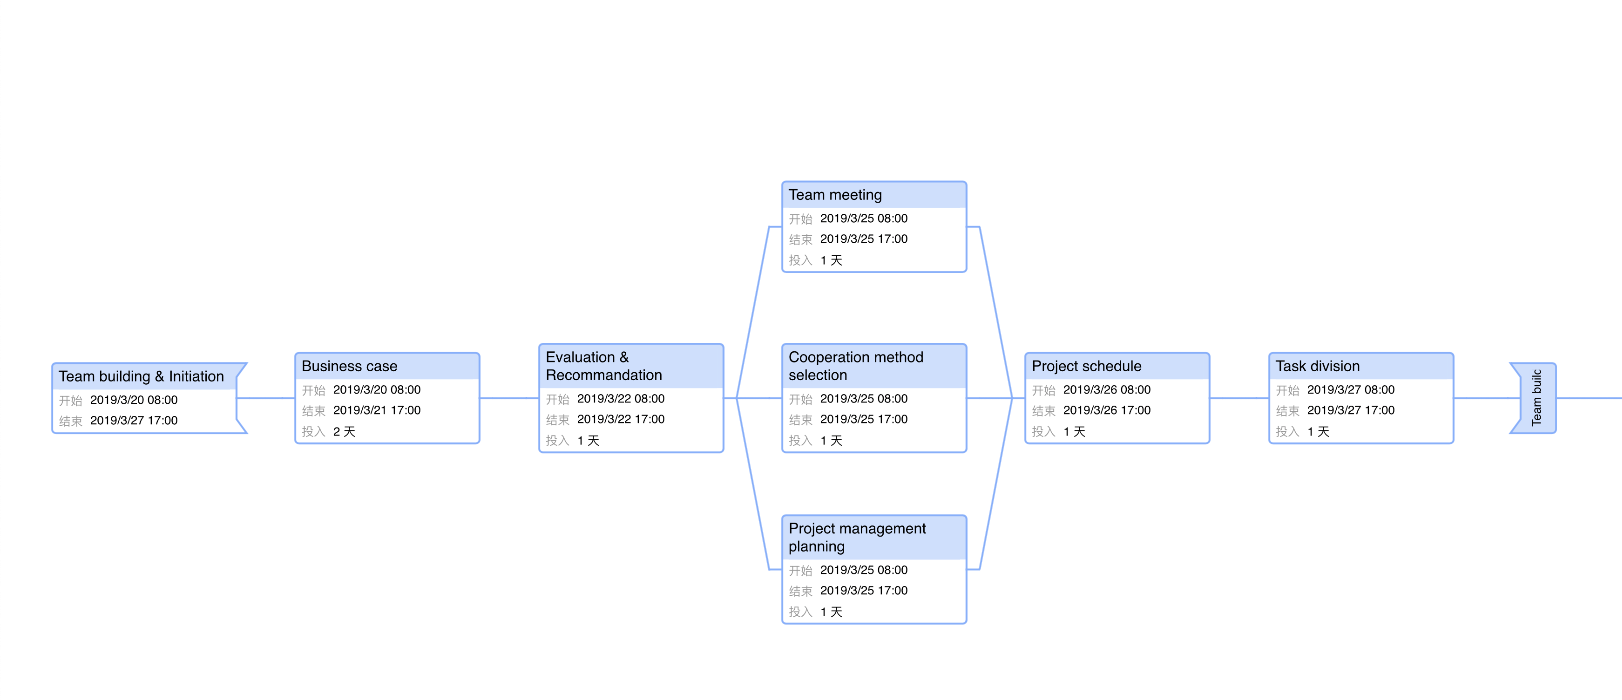 Team building & Initiation
开始 2019/3/20 08:00
结束 2019/3/27 17:00
Business case
开始 2019/3/20 08:00
结束 2019/3/21 17:00
投入 2 天
Evaluation &
Recommandation
开始 2019/3/22 08:00
结束 2019/3/22 17:00
投入 1 天
Team meeting
开始 2019/3/25 08:00
结束 2019/3/25 17:00
投入 1 天
Cooperation method
selection
开始 2019/3/25 08:00
结束 2019/3/25 17:00
投入 1 天
Project management
planning
开始 2019/3/25 08:00
结束 2019/3/25 17:00
投入 1 天
Project schedule
开始 2019/3/26 08:00
结束 2019/3/26 17:00
投入 1 天
Task division
开始 2019/3/27 08:00
结束 2019/3/27 17:00
投入 1 天
Team builc